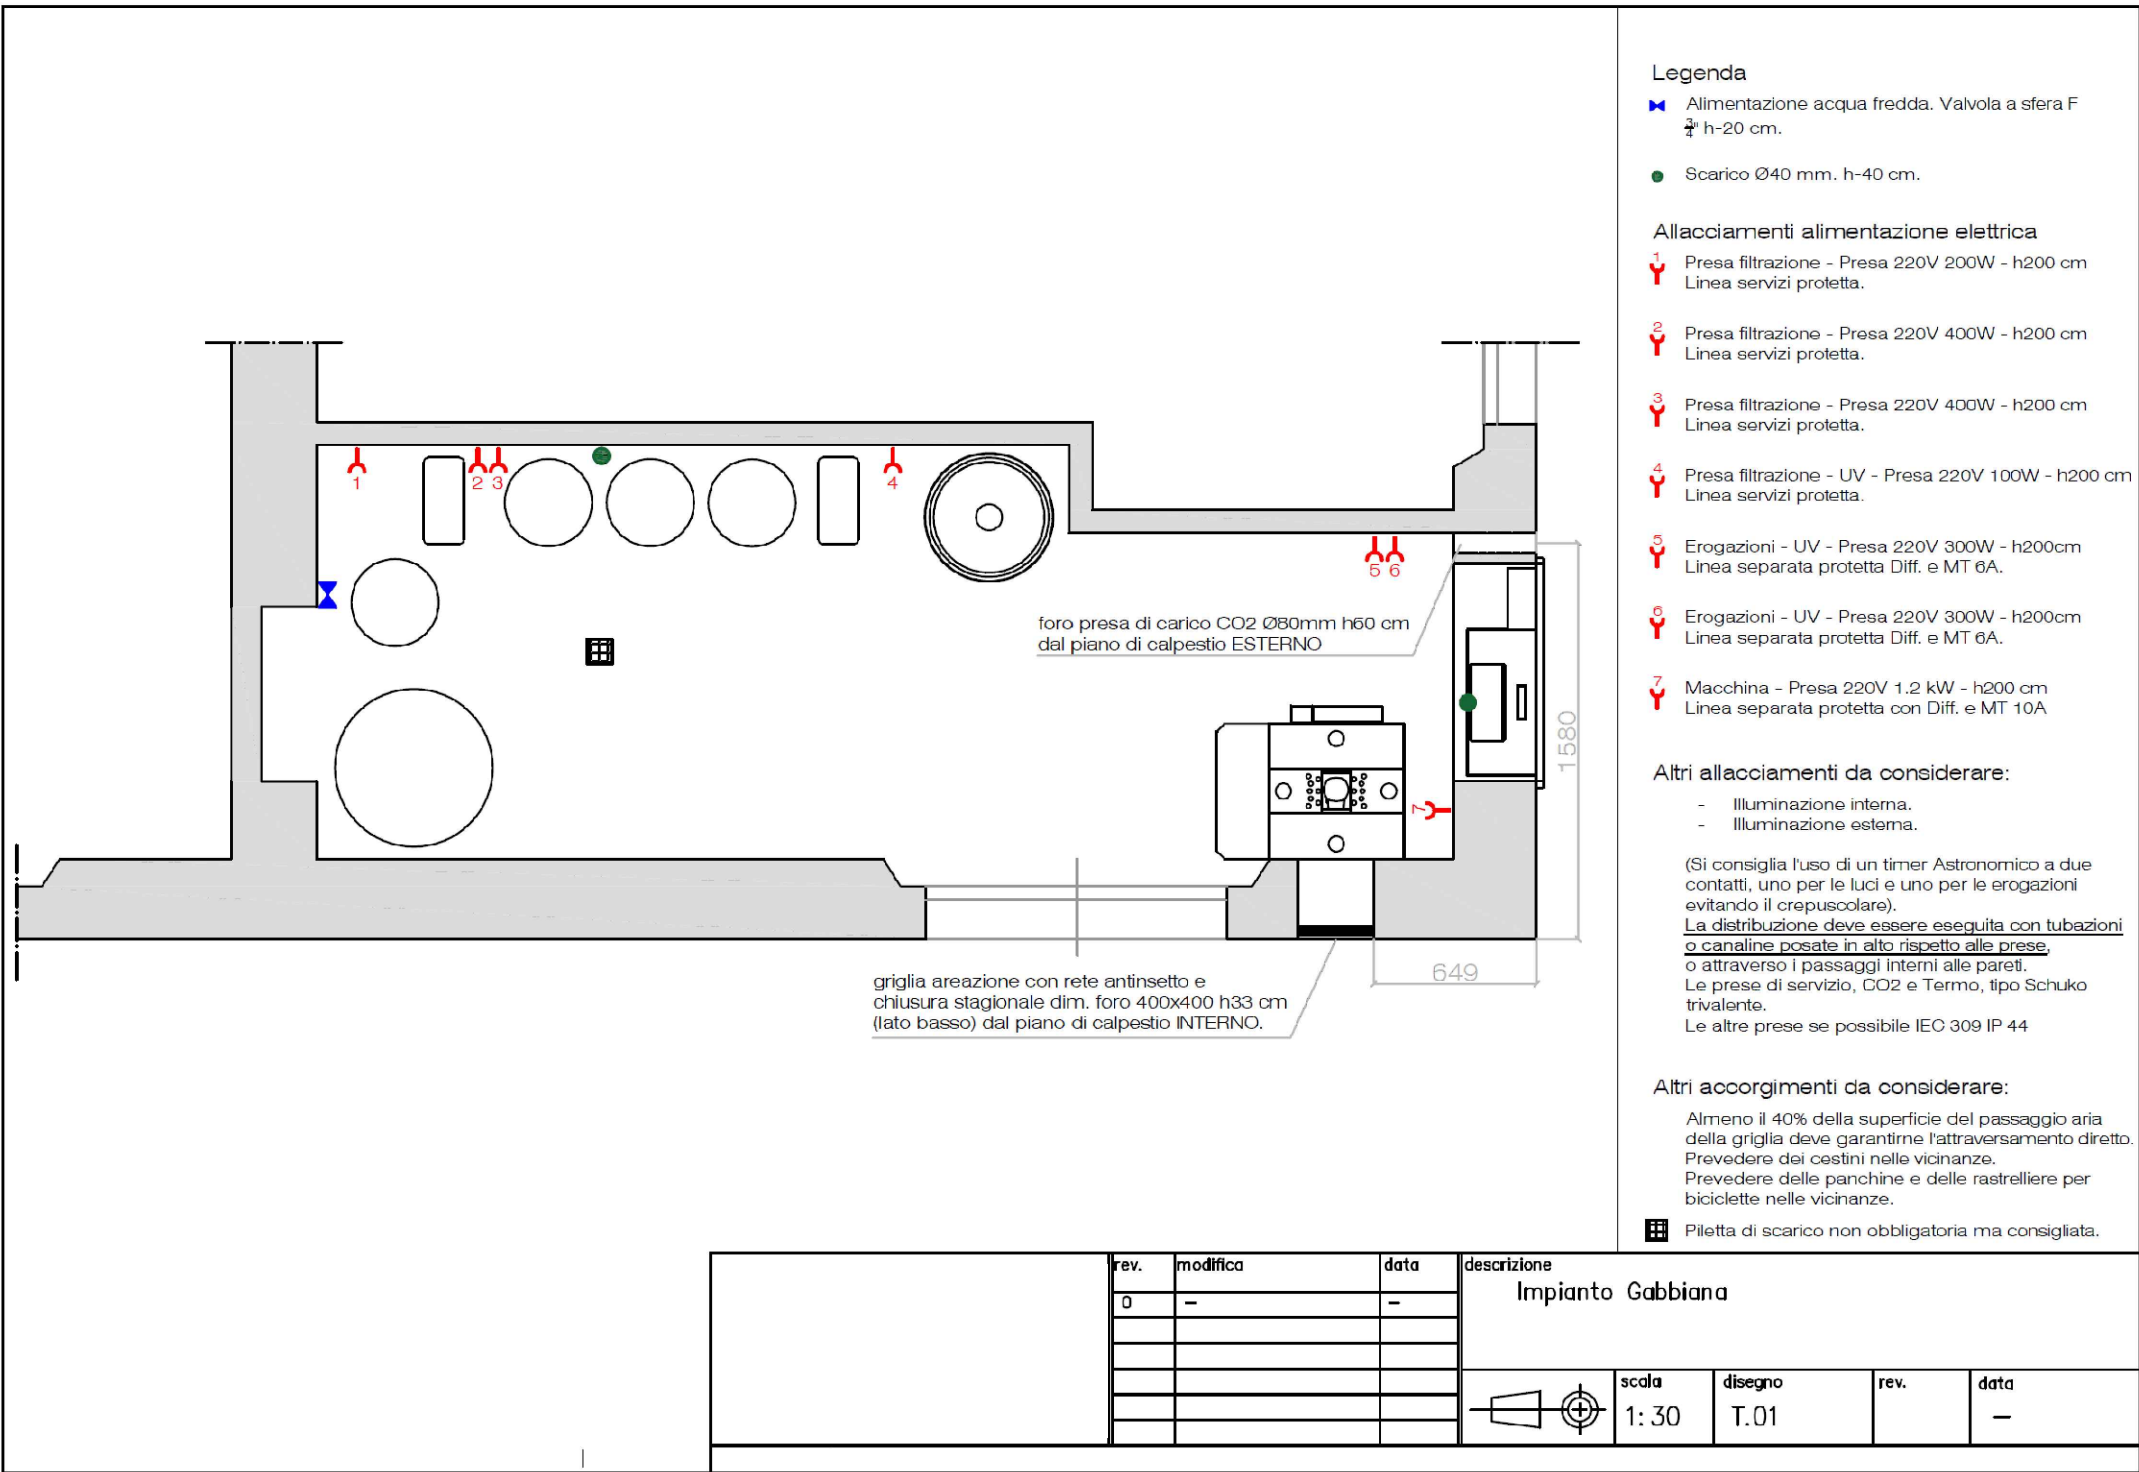 Legenda
Alimentazione acqua fredda. Valvola a sfera F
3/4" h-20 cm.
Scarico Ø40 mm. h-40 cm.
Allacciamenti alimentazione elettrica
1
Presa filtrazione - Presa 220V 200W - h200 cm
Linea servizi protetta.
2
Presa filtrazione - Presa 220V 400W - h200 cm
Linea servizi protetta.
3
Presa filtrazione - Presa 220V 400W - h200 cm
Linea servizi protetta.
4
Presa filtrazione - UV - Presa 220V 100W - h200 cm
Linea servizi protetta.
5
Erogazioni - UV - Presa 220V 300W - h200cm
Linea separata protetta Diff. e MT 6A.
6
Erogazioni - UV - Presa 220V 300W - h200cm
Linea separata protetta Diff. e MT 6A.
7
Macchina - Presa 220V 1.2 kW - h200 cm
Linea separata protetta con Diff. e MT 10A
Altri allacciamenti da considerare:
- Illuminazione interna.
- Illuminazione esterna.
(Si consiglia l'uso di un timer Astronomico a due
contatti, uno per le luci e uno per le erogazioni
evitando il crepuscolare).
La distribuzione deve essere eseguita con tubazioni
o canaline posate in alto rispetto alle prese,
o attraverso i passaggi interni alle pareti.
Le prese di servizio, CO2 e Termo, tipo Schuko
trivalente.
Le altre prese se possibile IEC 309 IP 44
Altri accorgimenti da considerare:
Almeno il 40% della superficie del passaggio aria
della griglia deve garantirne l'attraversamento diretto.
Prevedere dei cestini nelle vicinanze.
Prevedere delle panchine e delle rastrelliere per
biciclette nelle vicinanze.
Piletta di scarico non obbligatoria ma consigliata.
1
2 3
4
5 6
7
foro presa di carico CO2 Ø80mm h60 cm
dal piano di calpestio ESTERNO
1580
649
griglia areazione con rete antinsetto e
chiusura stagionale dim. foro 400x400 h33 cm
(lato basso) dal piano di calpestio INTERNO.
rev. modifica data descrizione
Impianto Gabbiana
0 - -
scala disegno rev. data
1:30 T.01 -